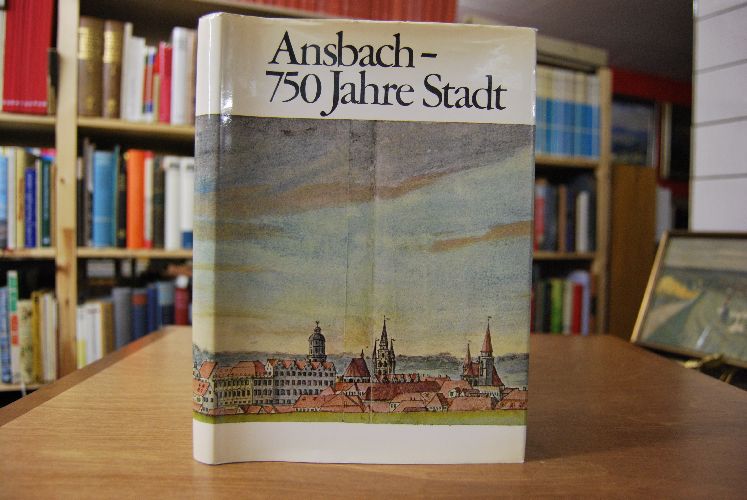 Ansbach –
750 Jahre Stadt